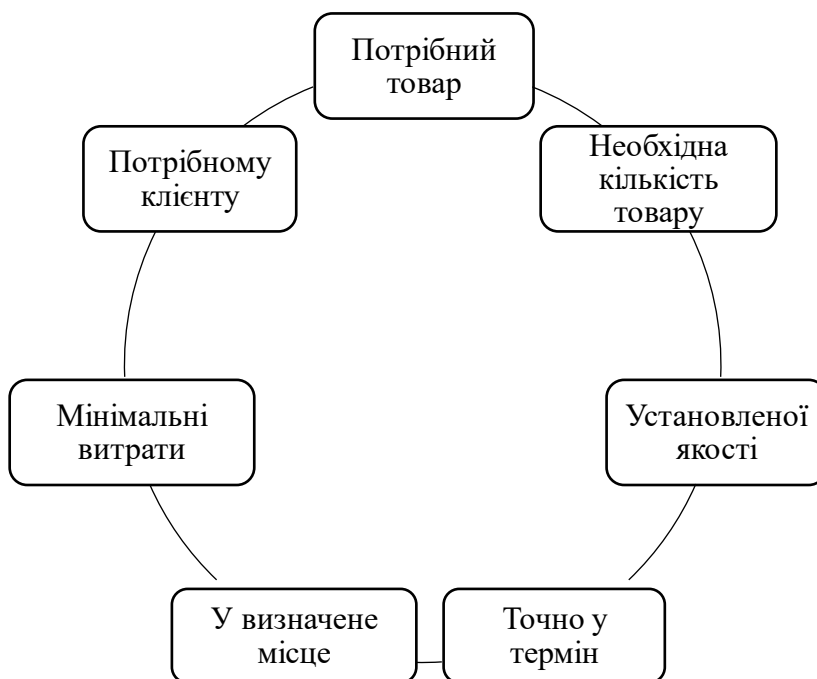 Потрібний
товар
Необхідна
кількість
товару
Установленої
якості
Точно у
термін
У визначене
місце
Мінімальні
витрати
Потрібному
клієнту